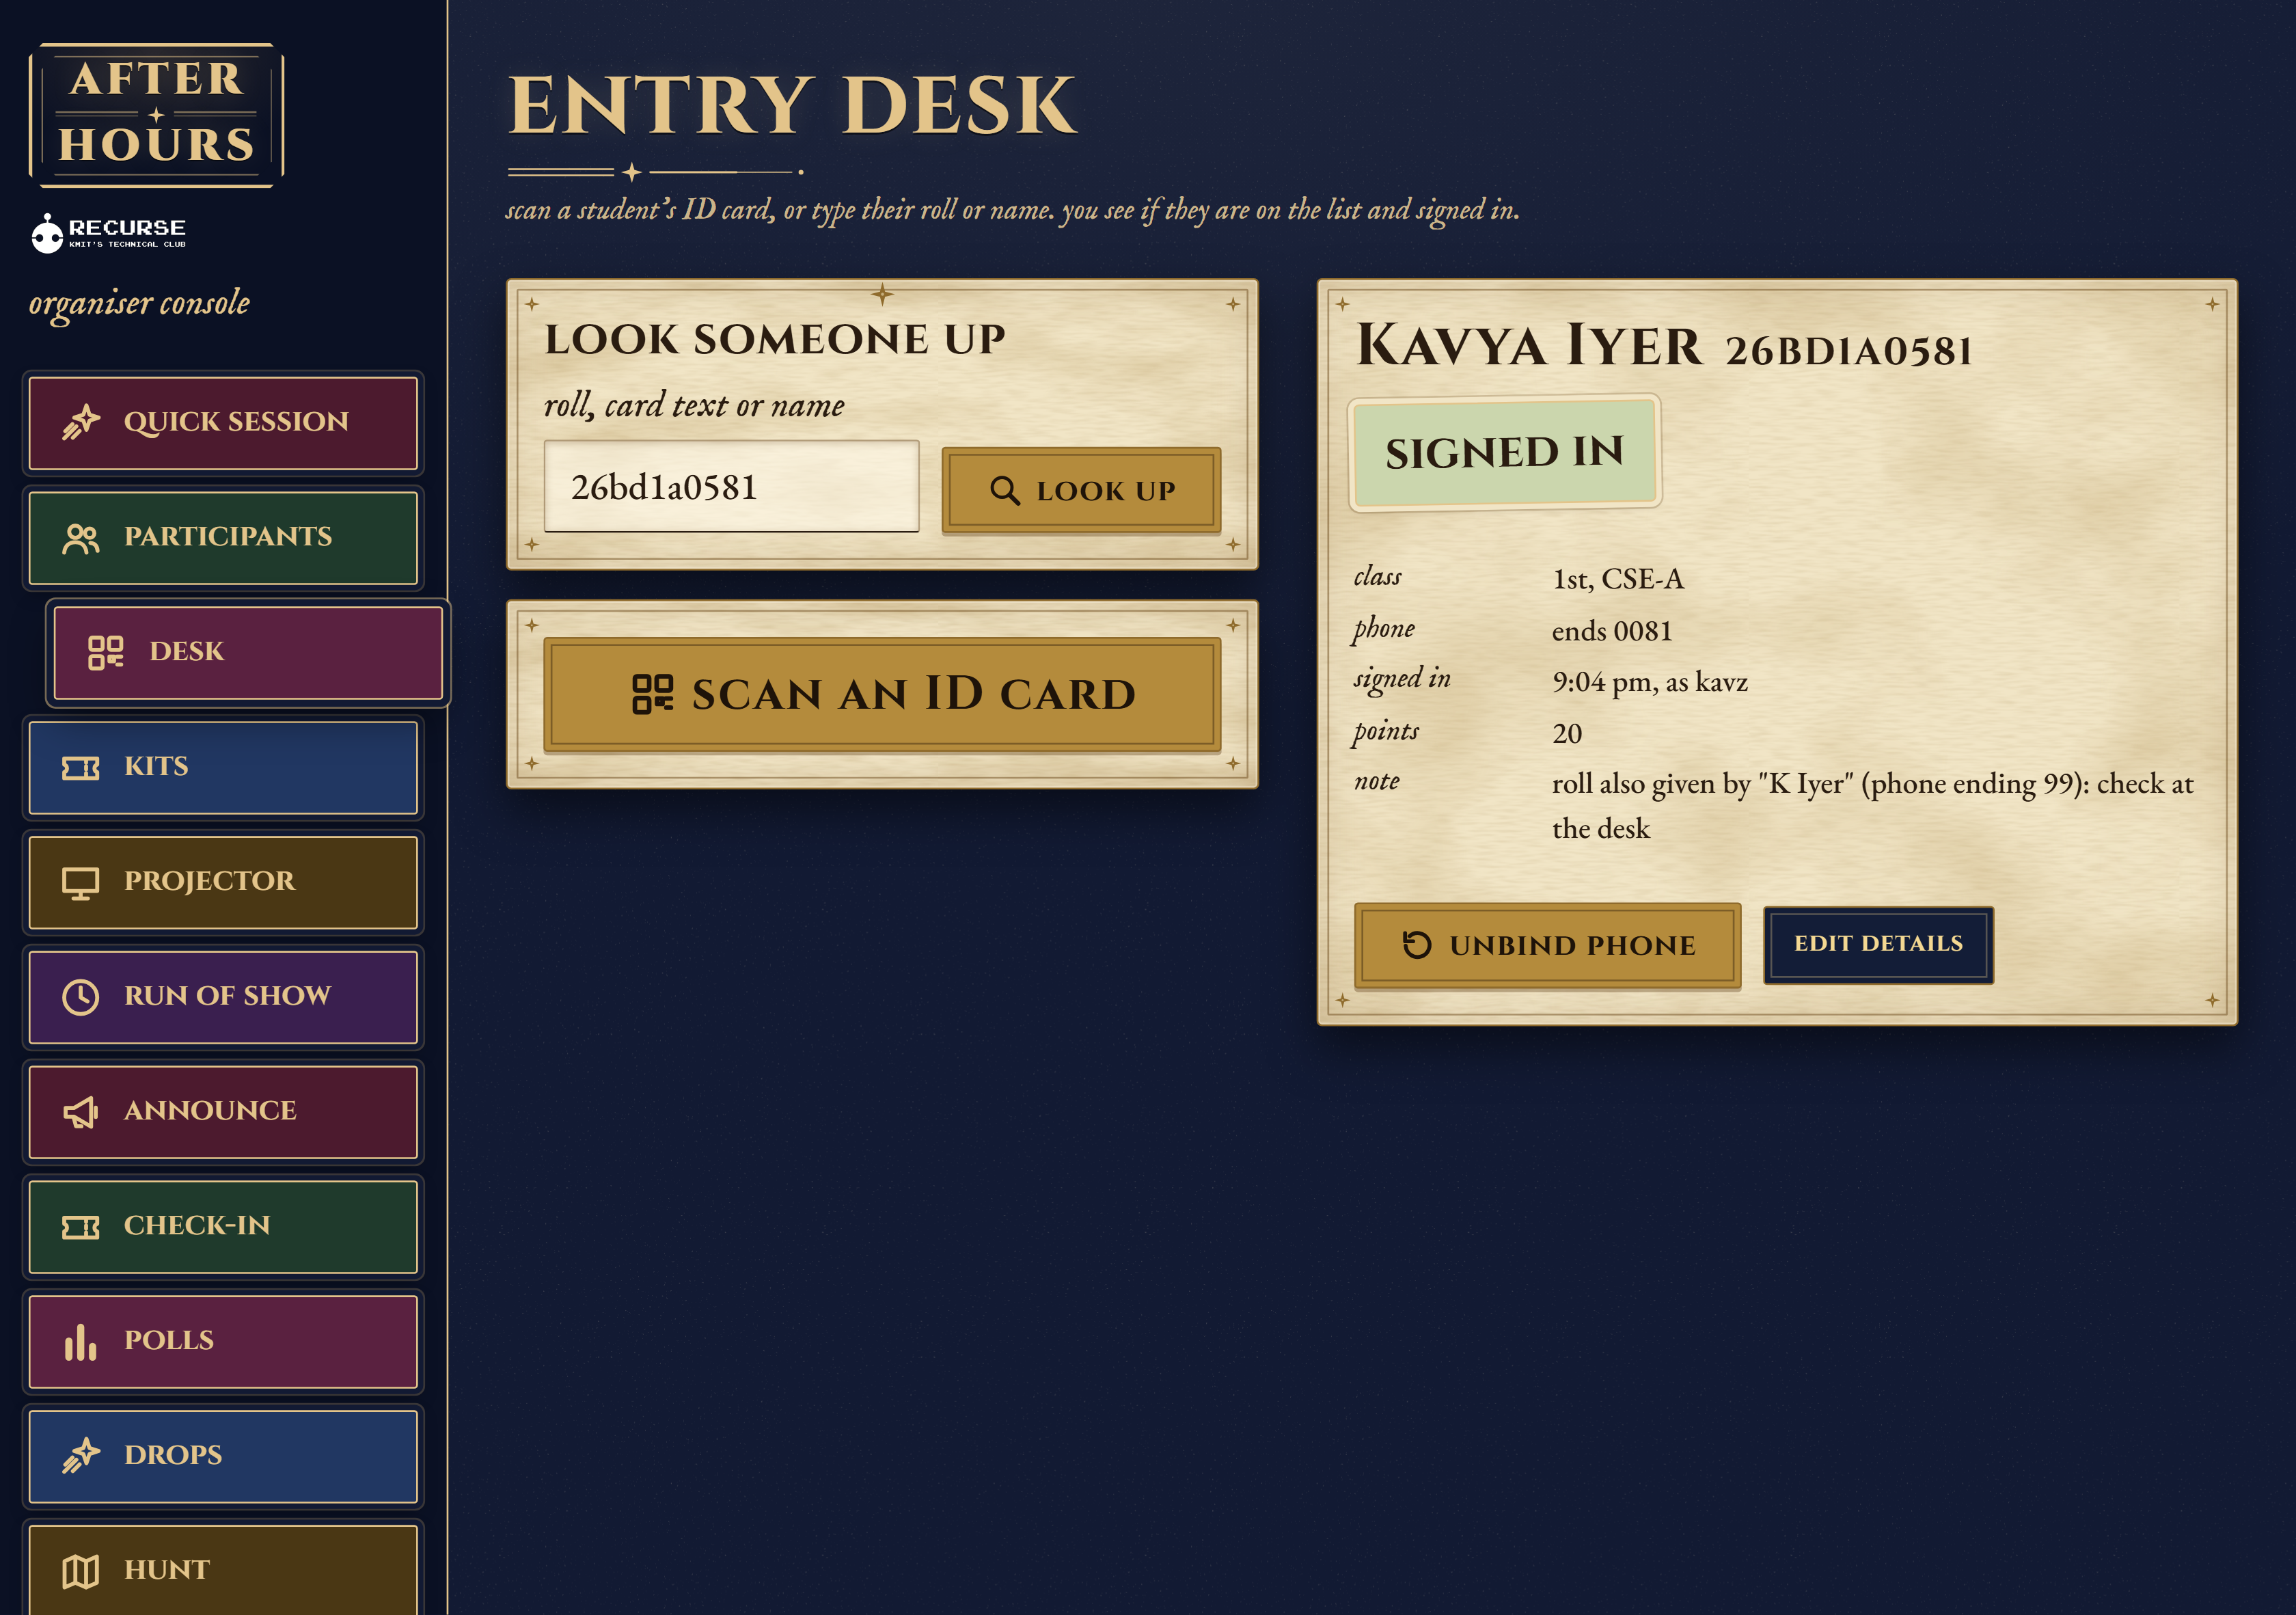 AFTER
HOURS
RECURSE
KMIT'S TECHNICAL CLUB
organiser console
QUICK SESSION
PARTICIPANTS
DESK
KITS
PROJECTOR
RUN OF SHOW
ANNOUNCE
CHECK-IN
POLLS
DROPS
HUNT
ENTRY DESK
scan a student's ID card, or type their roll or name. you see if they are on the list and signed in.
LOOK SOMEONE UP
roll, card text or name
26bd1a0581
LOOK UP
SCAN AN ID CARD
KAVYA IYER 26BD1A0581
SIGNED IN
class 1st, CSE-A
phone ends 0081
signed in 9:04 pm, as kavz
points 20
note roll also given by "K Iyer" (phone ending 99): check at
the desk
UNBIND PHONE
EDIT DETAILS